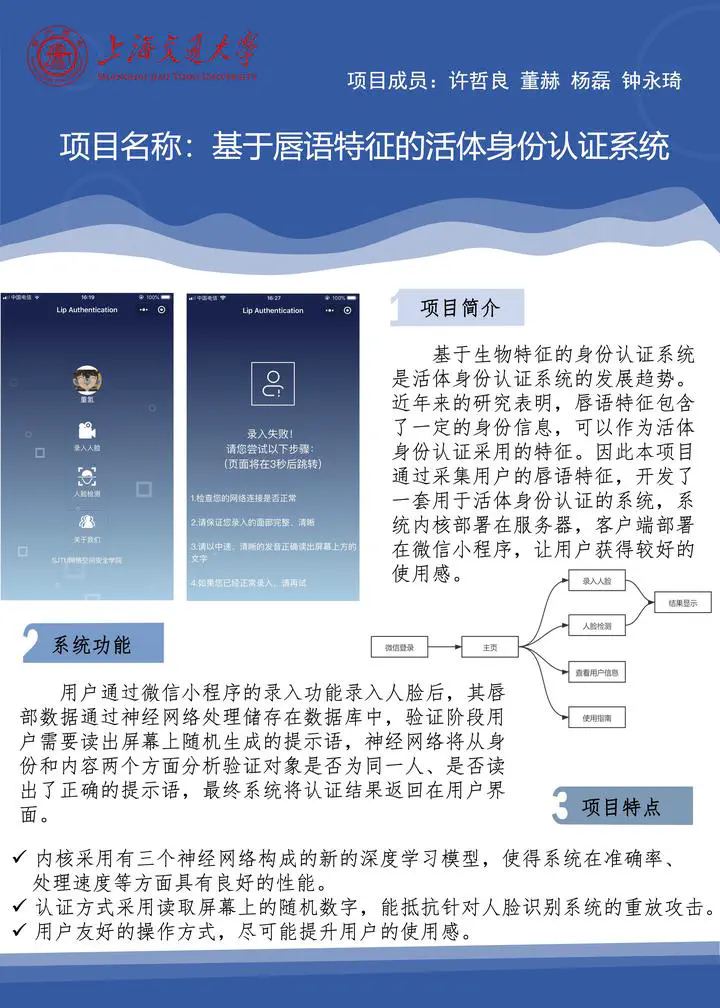 上海交通大学
SHANGHAI JIAO TONG UNIVERSITY
项目成员：许哲良 董赫 杨磊 钟永琦
项目名称：基于唇语特征的活体身份认证系统
中国电信 16:19 100%
Lip Authentication
重氢
录入人脸
人脸检测
关于我们
SJTU网络空间安全学院
中国电信 16:27 100%
Lip Authentication
录入失败！
请您尝试以下步骤：
（页面将在3秒后跳转）
1.检查您的网络连接是否正常
2.请保证您录入的面部完整、清晰
3.请以中速、清晰的发音正确读出屏幕上方的
文字
4.如果您已经正常录入，请再试
1 项目简介
基于生物特征的身份认证系统
是活体身份认证系统的发展趋势。
近年来的研究表明，唇语特征包含
了一定的身份信息，可以作为活体
身份认证采用的特征。因此本项目
通过采集用户的唇语特征，开发了
一套用于活体身份认证的系统，系
统内核部署在服务器，客户端部署
在微信小程序，让用户获得较好的
使用感。
微信登录
主页
录入人脸
人脸检测
查看用户信息
使用指南
结果显示
2 系统功能
用户通过微信小程序的录入功能录入人脸后，其唇
部数据通过神经网络处理储存在数据库中，验证阶段用
户需要读出屏幕上随机生成的提示语，神经网络将从身
份和内容两个方面分析验证对象是否为同一人、是否读
出了正确的提示语，最终系统将认证结果返回在用户界
面。
3 项目特点
✓ 内核采用有三个神经网络构成的新的深度学习模型，使得系统在准确率、
处理速度等方面具有良好的性能。
✓ 认证方式采用读取屏幕上的随机数字，能抵抗针对人脸识别系统的重放攻击。
✓ 用户友好的操作方式，尽可能提升用户的使用感。